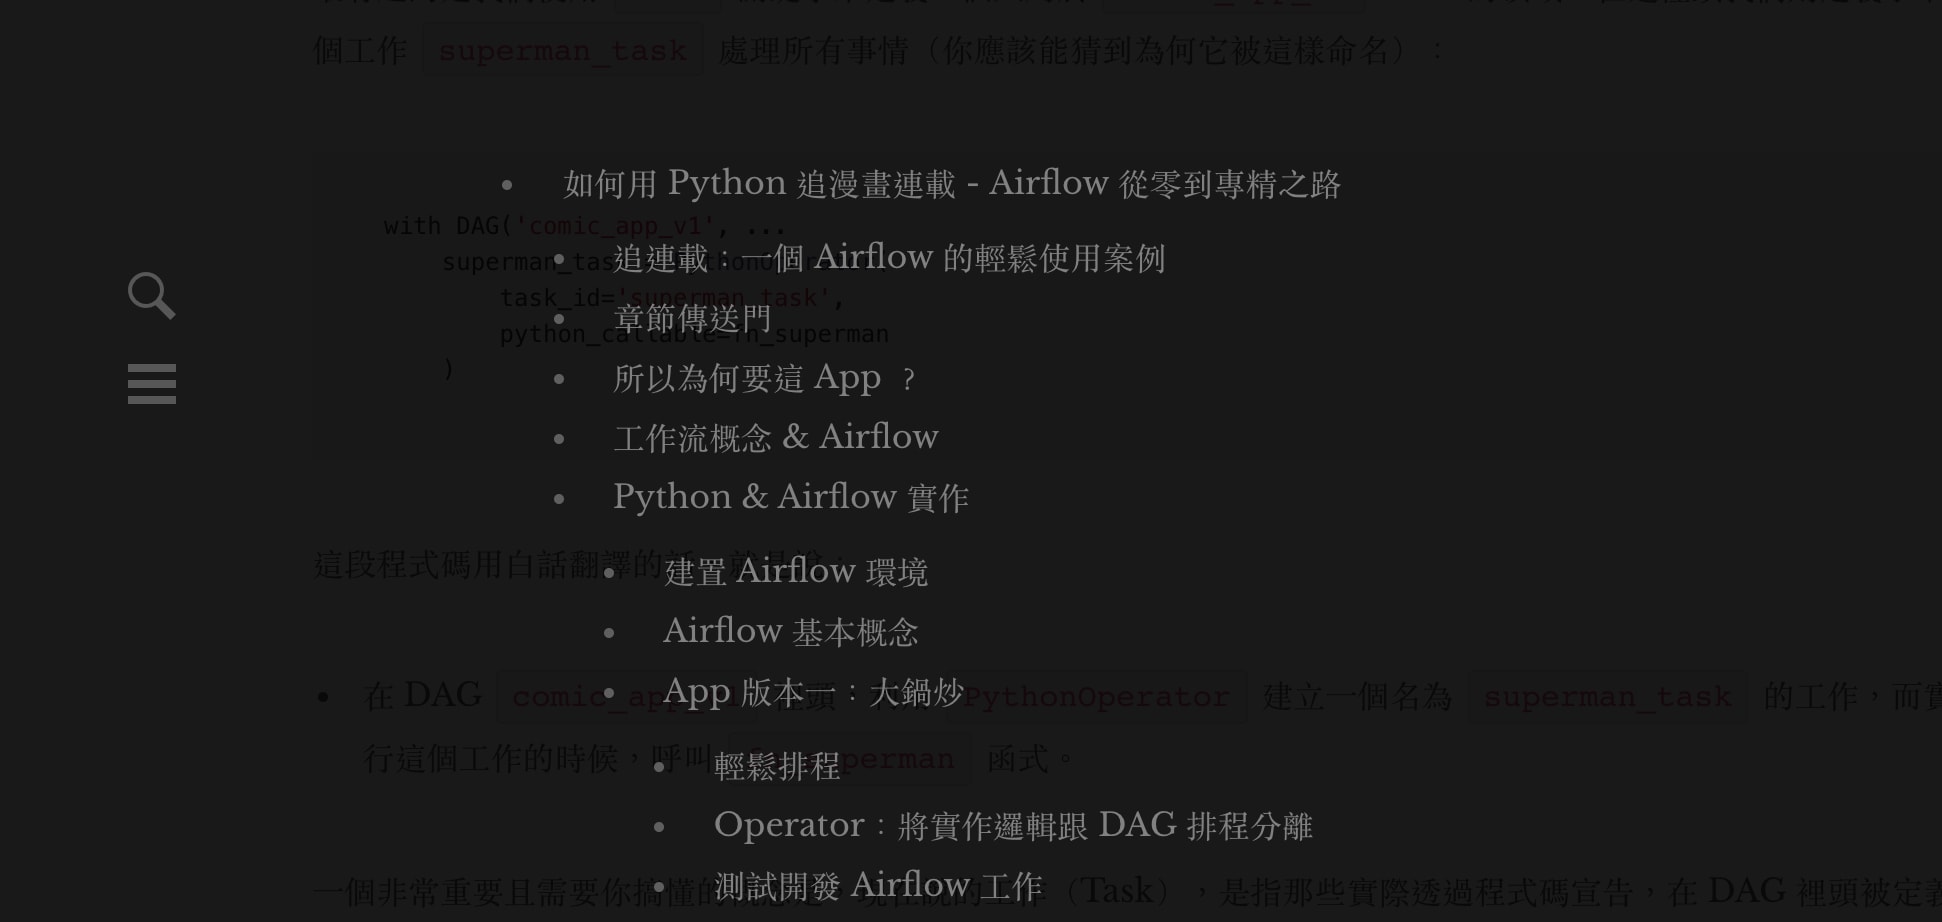 個工作 superman_task 處理所有事情（你應該能猜到為何它被這樣命名）：
如何用 Python 追漫畫連載 - Airflow 從零到專精之路
with DAG('comic_app_v1', ...
追連載：一個 Airflow 的輕鬆使用案例
task_id='superman_task',
章節傳送門
python_callable=fn_superman
)
所以為何要這 App ？
工作流概念 & Airflow
Python & Airflow 實作
這段程式碼用白話翻譯的話，就是說：
建置 Airflow 環境
Airflow 基本概念
App 版本一：大鍋炒
在 DAG comic_app_v1 裡頭，利用 PythonOperator 建立一個名為 superman_task 的工作，而實
行這個工作的時候，呼叫 fn_superman 函式。
輕鬆排程
Operator：將實作邏輯跟 DAG 排程分離
測試開發 Airflow 工作
一個非常重要且需要你搞懂的 工作（Task），是指那些實際透過程式碼宣告，在 DAG 裡頭被定義